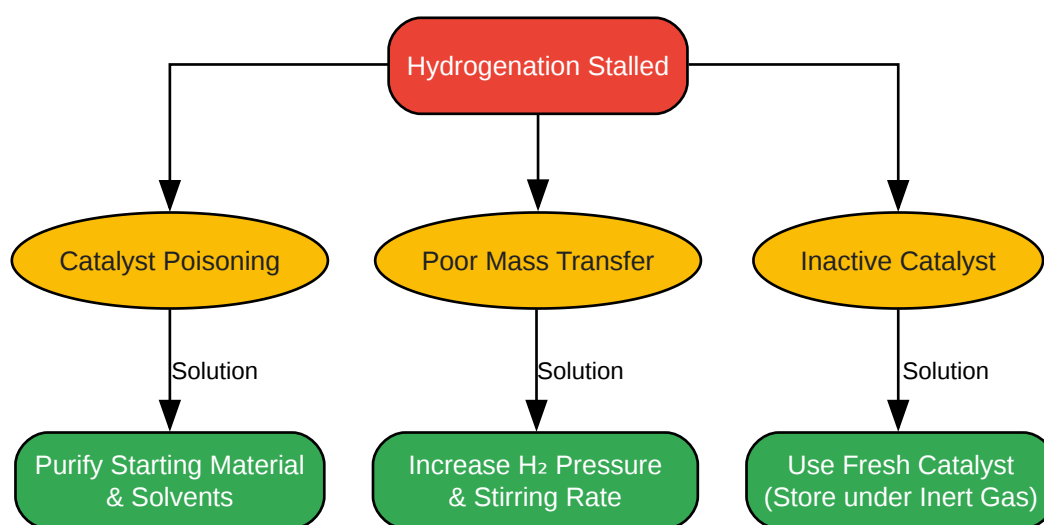 Hydrogenation Stalled
Catalyst Poisoning
Poor Mass Transfer
Inactive Catalyst
Solution
Solution
Solution
Purify Starting Material
& Solvents
Increase H₂ Pressure
& Stirring Rate
Use Fresh Catalyst
(Store under Inert Gas)